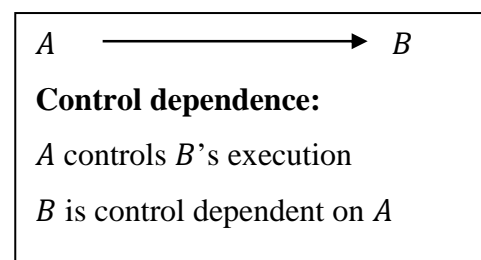 A B
Control dependence:
A controls B’s execution
B is control dependent on A